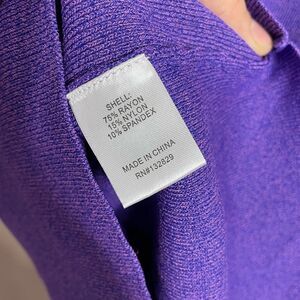 SHELL:
75% RAYON
15% NYLON
10% SPANDEX
MADE IN CHINA
RN#132829